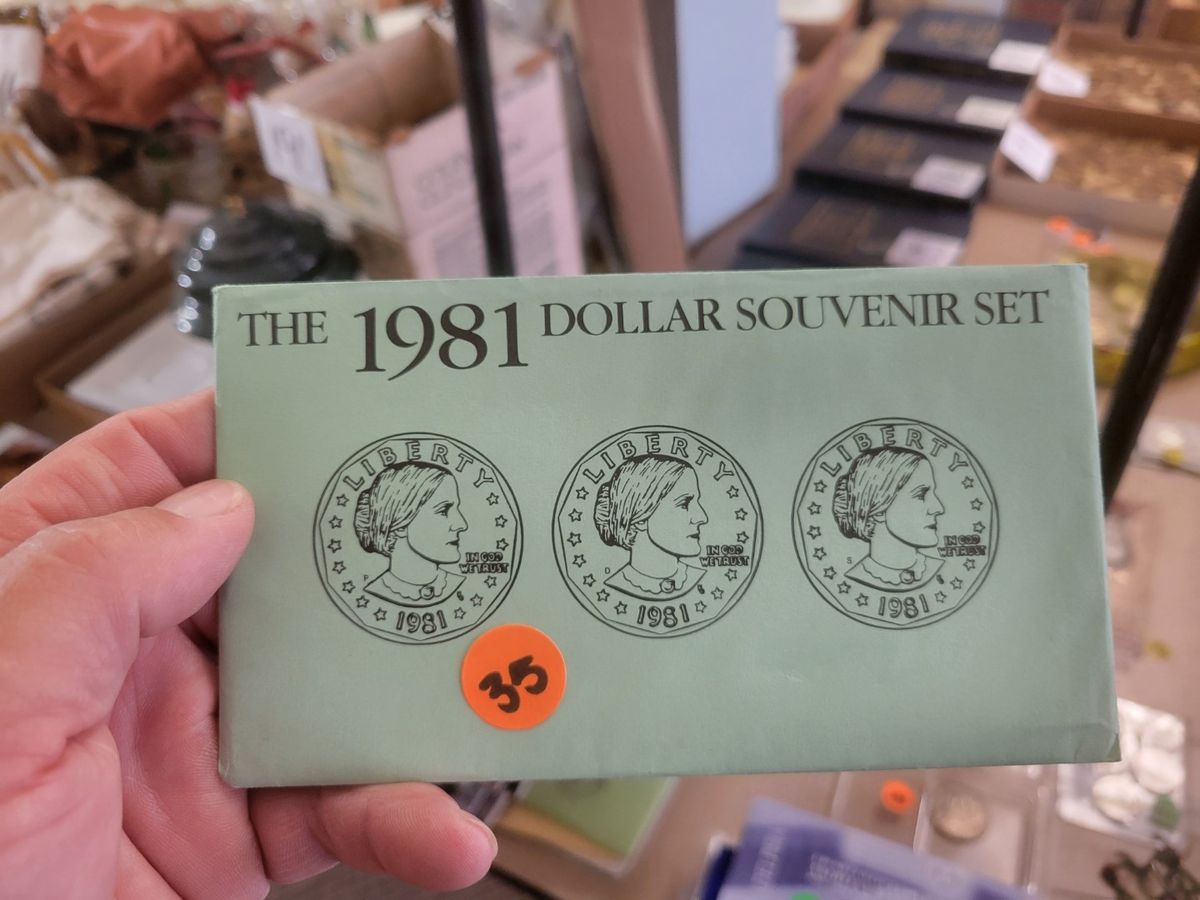 THE 1981 DOLLAR SOUVENIR SET
LIBERTY
IN GOD
WE TRUST
P
1981
LIBERTY
IN GOD
WE TRUST
D
1981
LIBERTY
IN GOD
WE TRUST
S
1981
35